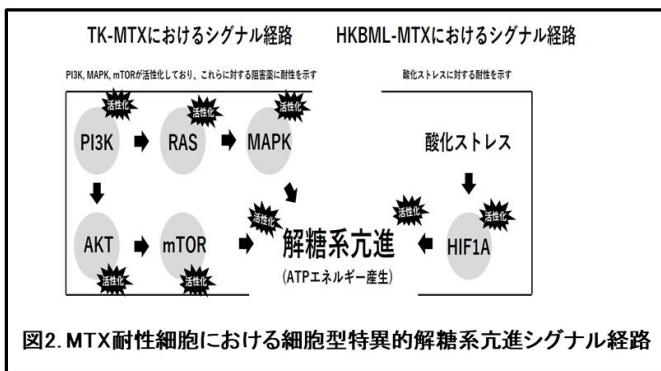 TK-MTXにおけるシグナル経路
HKBML-MTXにおけるシグナル経路
PI3K, MAPK, mTORが活性化しており、これらに対する阻害薬に耐性を示す
酸化ストレスに対する耐性を示す
活性化
活性化
活性化
PI3K
RAS
MAPK
酸化ストレス
活性化
活性化
活性化
AKT
mTOR
解糖系亢進
HIF1A
(ATPエネルギー産生)
活性化
活性化
図2. MTX耐性細胞における細胞型特異的解糖系亢進シグナル経路